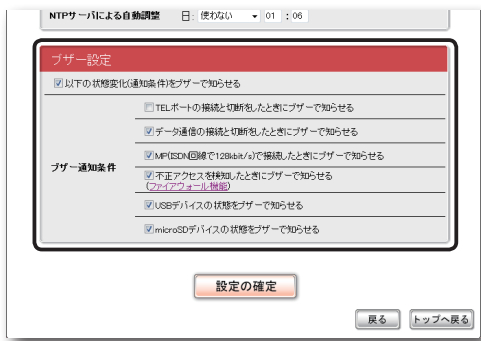 NTPサーバによる自動調整 日: 使わない 01 : 06
ブザー設定
以下の状態変化(通知条件)をブザーで知らせる
TELポートの接続と切断をしたときにブザーで知らせる
データ通信の接続と切断をしたときにブザーで知らせる
MP(ISDN回線で128kbit/s)で接続したときにブザーで知らせる
ブザー通知条件
不正アクセスを検知したときにブザーで知らせる
(ファイアウォール機能)
USBデバイスの状態をブザーで知らせる
microSDデバイスの状態をブザーで知らせる
設定の確定
戻る トップへ戻る